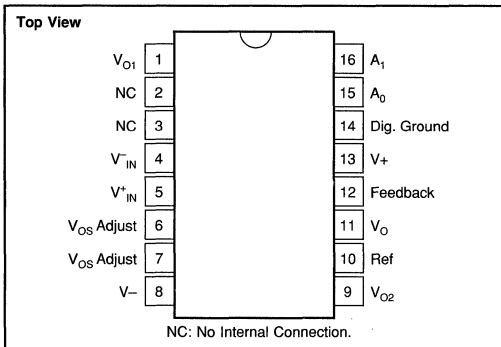 Top View
V_O1 1 16 A_1
NC 2 15 A_0
NC 3 14 Dig. Ground
V^–_IN 4 13 V+
V^+_IN 5 12 Feedback
V_OS Adjust 6 11 V_O
V_OS Adjust 7 10 Ref
V– 8 9 V_O2
NC: No Internal Connection.